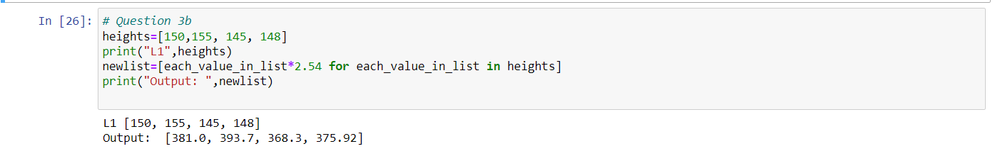 In [26]: # Question 3b
heights=[150,155, 145, 148]
print("L1",heights)
newlist=[each_value_in_list*2.54 for each_value_in_list in heights]
print("Output: ",newlist)
L1 [150, 155, 145, 148]
Output:  [381.0, 393.7, 368.3, 375.92]